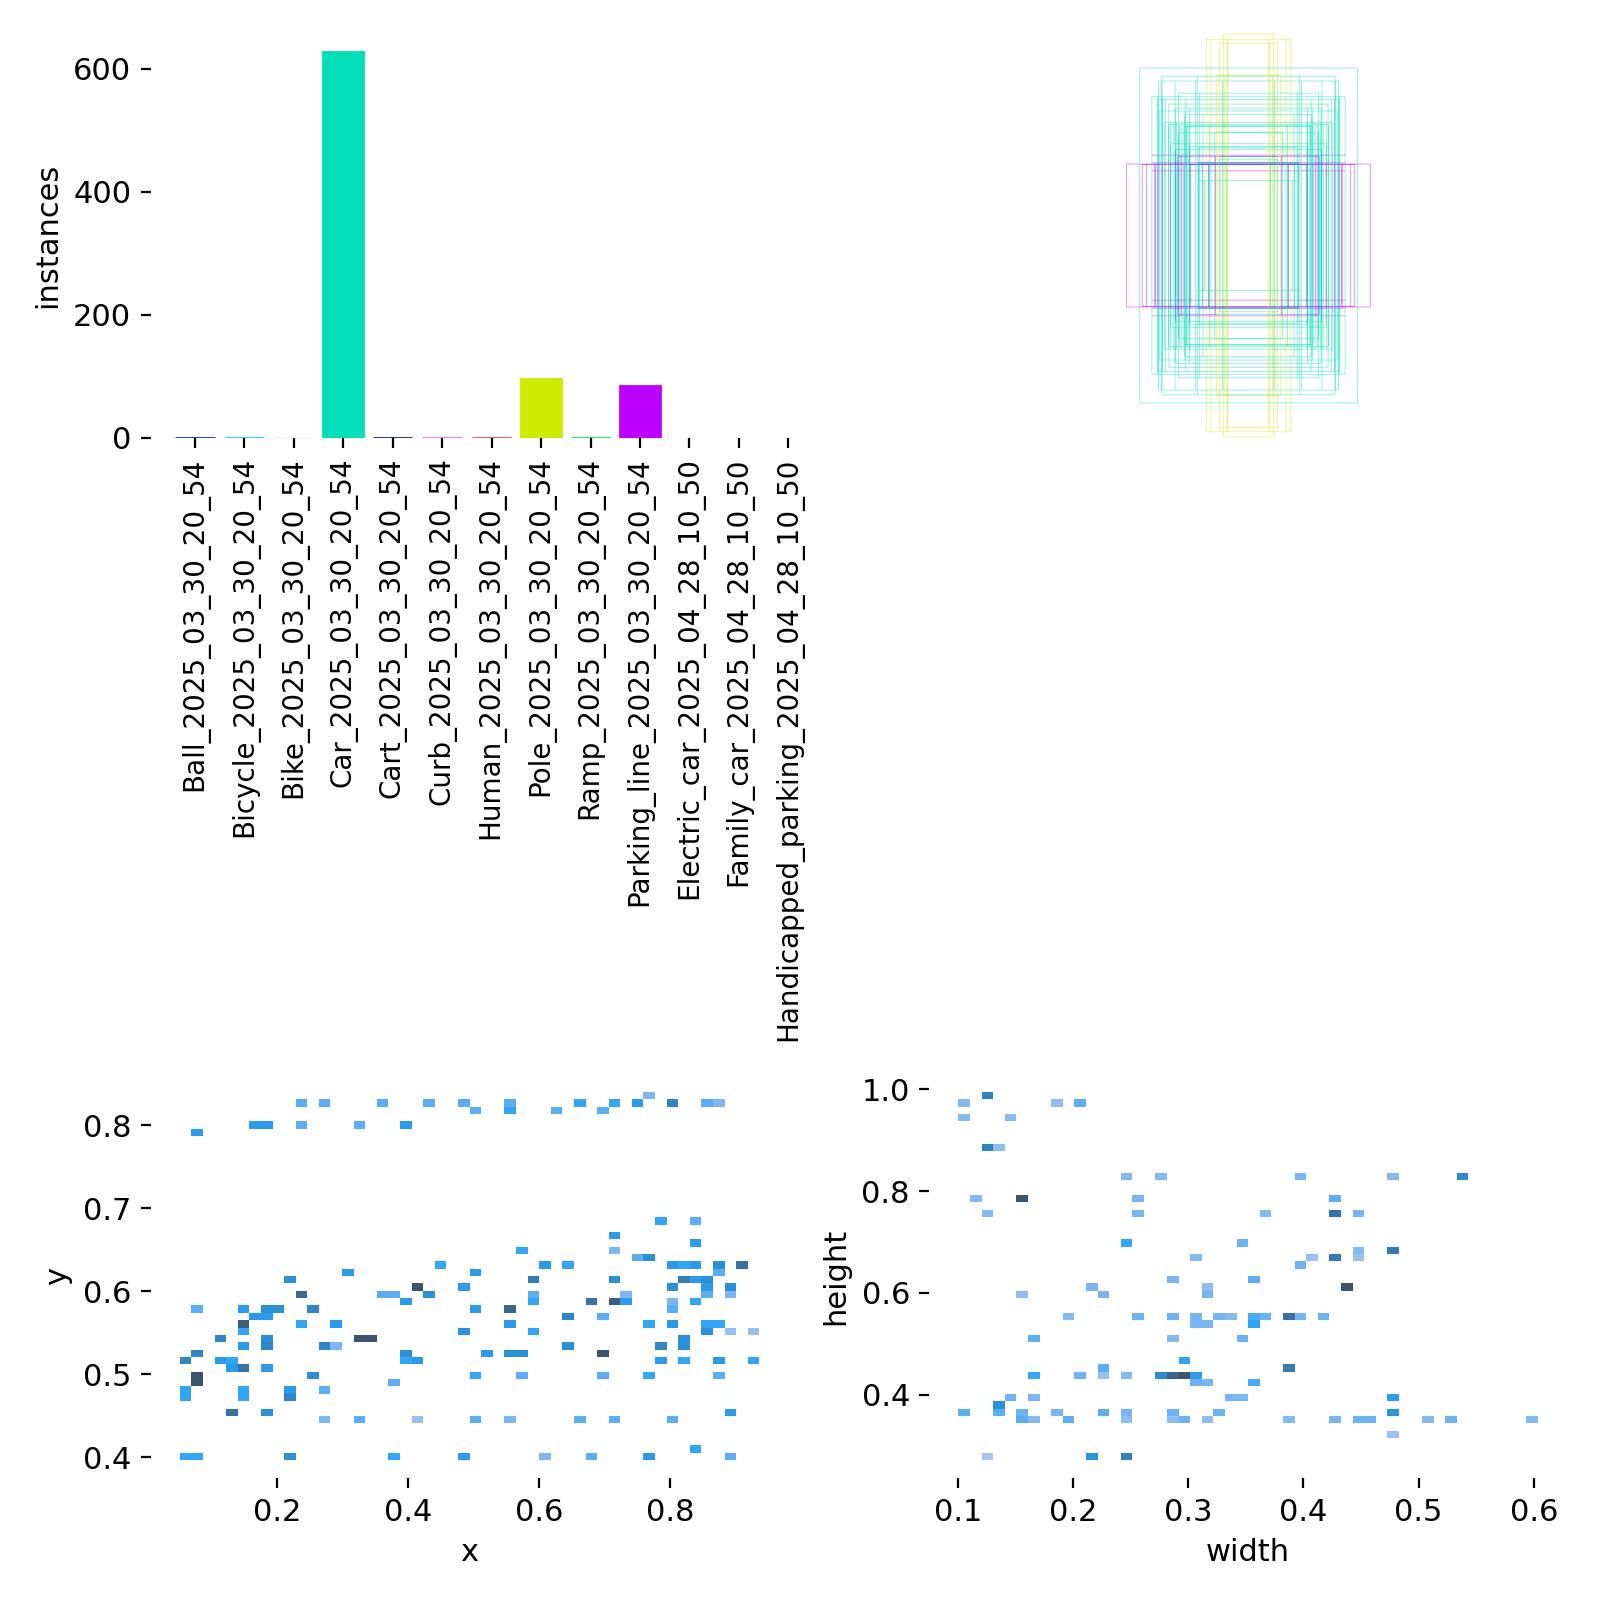 600
400
200
0
instances
Ball_2025_03_30_20_54
Bicycle_2025_03_30_20_54
Bike_2025_03_30_20_54
Car_2025_03_30_20_54
Cart_2025_03_30_20_54
Curb_2025_03_30_20_54
Human_2025_03_30_20_54
Pole_2025_03_30_20_54
Ramp_2025_03_30_20_54
Parking_line_2025_03_30_20_54
Electric_car_2025_04_28_10_50
Family_car_2025_04_28_10_50
Handicapped_parking_2025_04_28_10_50
0.8
0.7
0.6
0.5
0.4
y
0.2 0.4 0.6 0.8
x
1.0
0.8
0.6
0.4
height
0.1 0.2 0.3 0.4 0.5 0.6
width